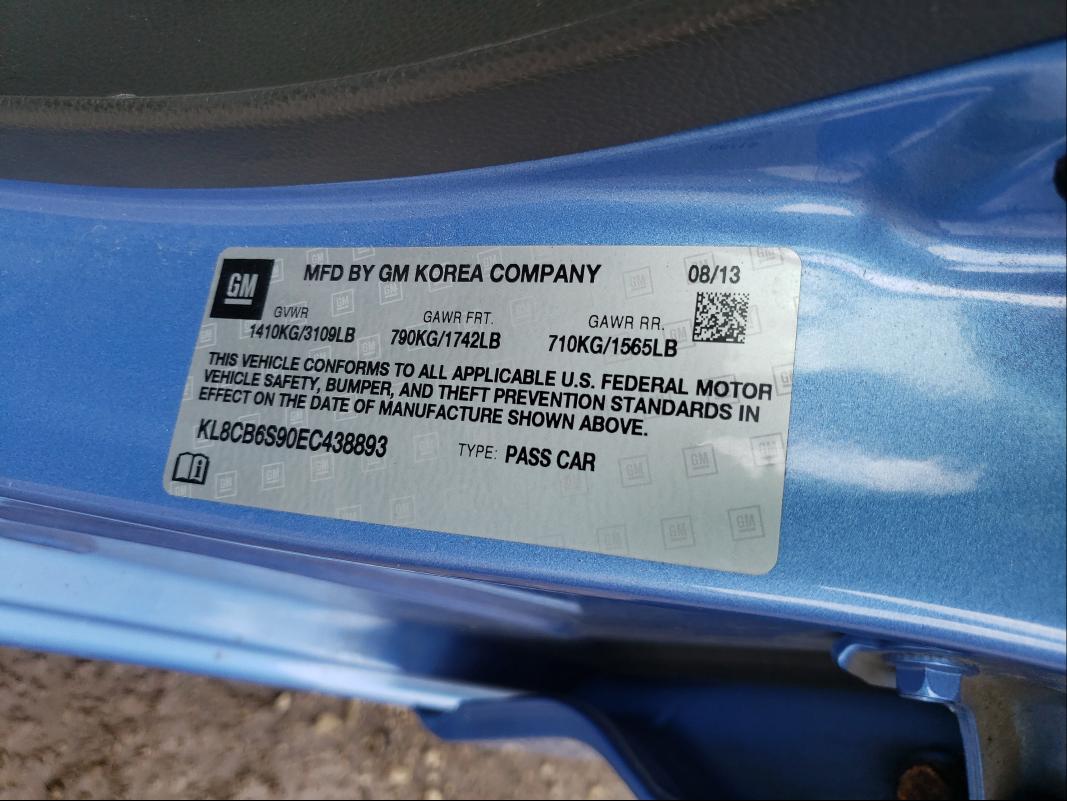 GM MFD BY GM KOREA COMPANY 08/13
GVWR GAWR FRT. GAWR RR.
1410KG/3109LB 790KG/1742LB 710KG/1565LB
THIS VEHICLE CONFORMS TO ALL APPLICABLE U.S. FEDERAL MOTOR
VEHICLE SAFETY, BUMPER, AND THEFT PREVENTION STANDARDS IN
EFFECT ON THE DATE OF MANUFACTURE SHOWN ABOVE.
KL8CB6S90EC438893 TYPE: PASS CAR